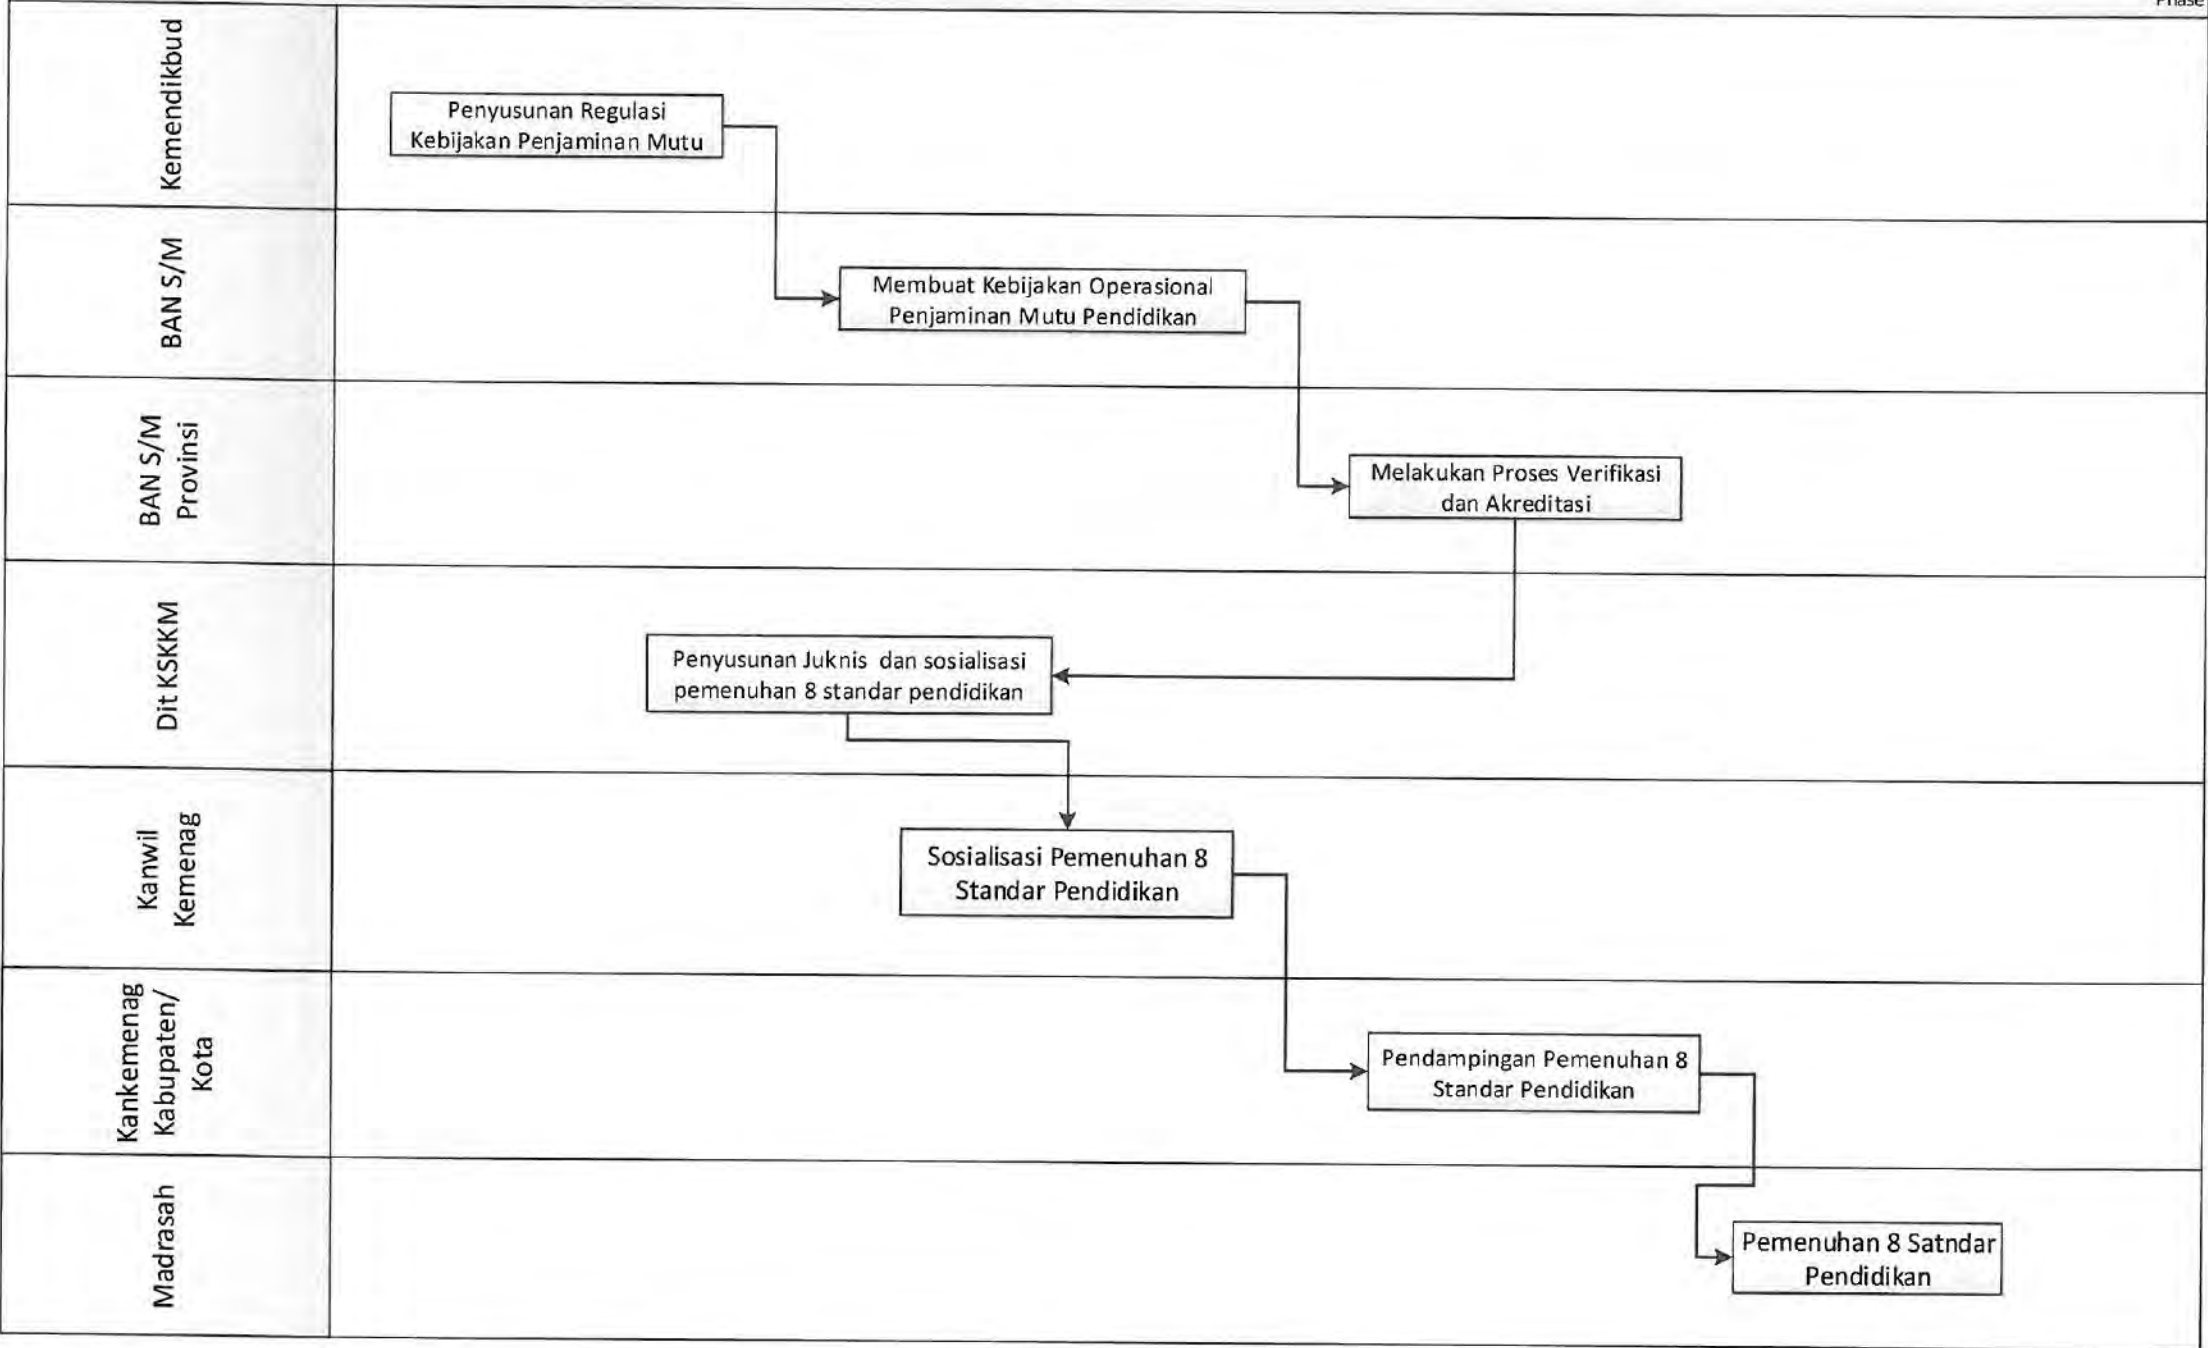 Phase
Kemendikbud
Penyusunan Regulasi
Kebijakan Penjaminan Mutu
BAN S/M
Membuat Kebijakan Operasional
Penjaminan Mutu Pendidikan
BAN S/M
Provinsi
Melakukan Proses Verifikasi
dan Akreditasi
Dit KSKKM
Penyusunan Juknis dan sosialisasi
pemenuhan 8 standar pendidikan
Kanwil
Kemenag
Sosialisasi Pemenuhan 8
Standar Pendidikan
Kankemenag
Kabupaten/
Kota
Pendampingan Pemenuhan 8
Standar Pendidikan
Madrasah
Pemenuhan 8 Satndar
Pendidikan